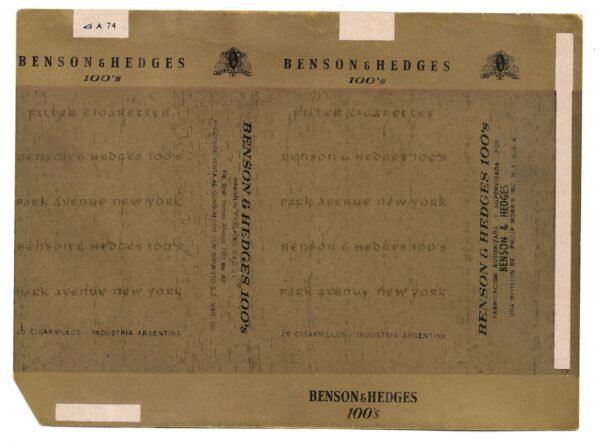 A 74
BENSON & HEDGES
100's
BENSON & HEDGES
100's
FILTER CIGARETTES
BENSON & HEDGES 100's
PARK AVENUE NEW YORK
BENSON & HEDGES 100's
PARK AVENUE NEW YORK
20 CIGARRILLOS - INDUSTRIA ARGENTINA
BENSON & HEDGES 100's
FILTER CIGARETTES
BENSON & HEDGES 100's
PARK AVENUE NEW YORK
BENSON & HEDGES 100's
PARK AVENUE NEW YORK
20 CIGARRILLOS - INDUSTRIA ARGENTINA
BENSON & HEDGES 100's
FABRICACION AUTORIZADA Y SUPERVISADA POR
BENSON & HEDGES
UNA DIVISION DE PHILIP MORRIS INC. N.Y. U.S.A.
BENSON & HEDGES
100's